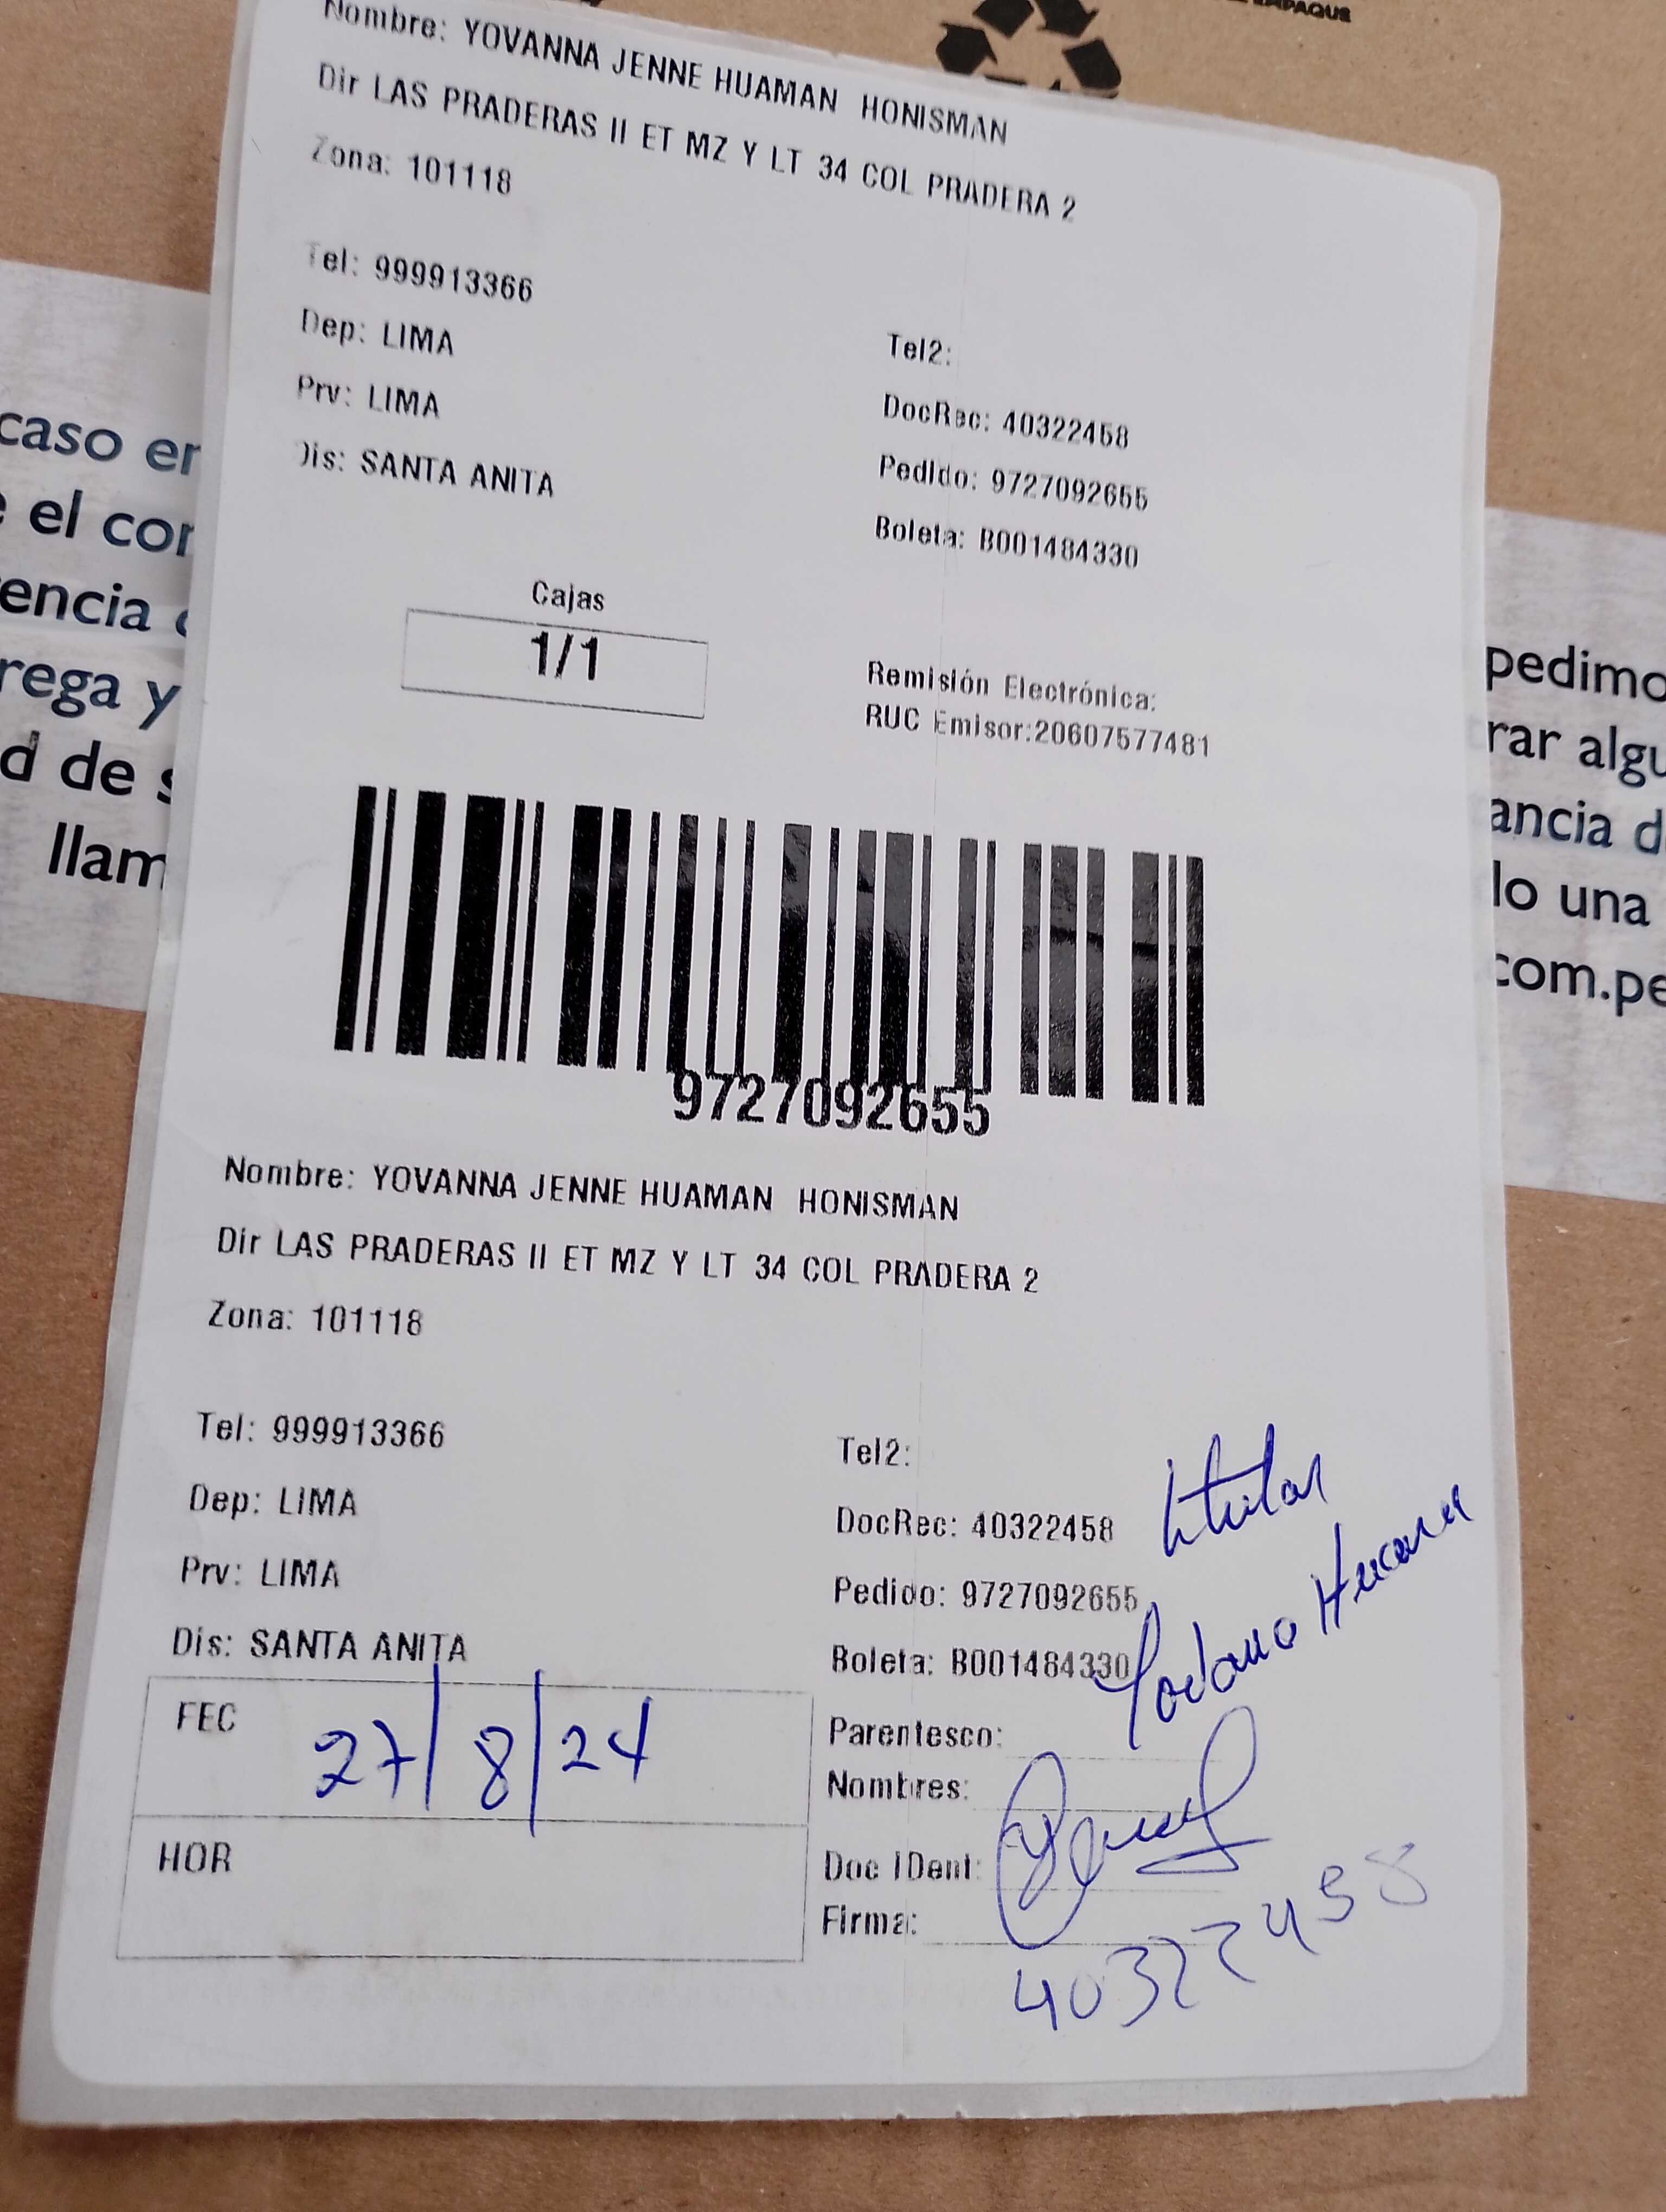 EMPAQUE
Nombre: YOVANNA JENNE HUAMAN HONISMAN
Dir LAS PRADERAS II ET MZ Y LT 34 COL PRADERA 2
Zona: 101118
Tel: 999913366
Dep: LIMA
Prv: LIMA
Dis: SANTA ANITA
Tel2:
DocRec: 40322458
Pedido: 9727092655
Boleta: B001484330
Cajas
1/1
Remisión Electrónica:
RUC Emisor:20607577481
9727092655
Nombre: YOVANNA JENNE HUAMAN HONISMAN
Dir LAS PRADERAS II ET MZ Y LT 34 COL PRADERA 2
Zona: 101118
Tel: 999913366
Dep: LIMA
Prv: LIMA
Dis: SANTA ANITA
Tel2:
DocRec: 40322458
Pedido: 9727092655
Boleta: B001484330
titular
Huaman
FEC 27/8/24
HOR
Parentesco:
Nombres:
Doc IDent:
Firma:
40322458
caso en
el con
encia
rega y
d de s
llam
pedimo
rar algu
ancia d
lo una
com.pe